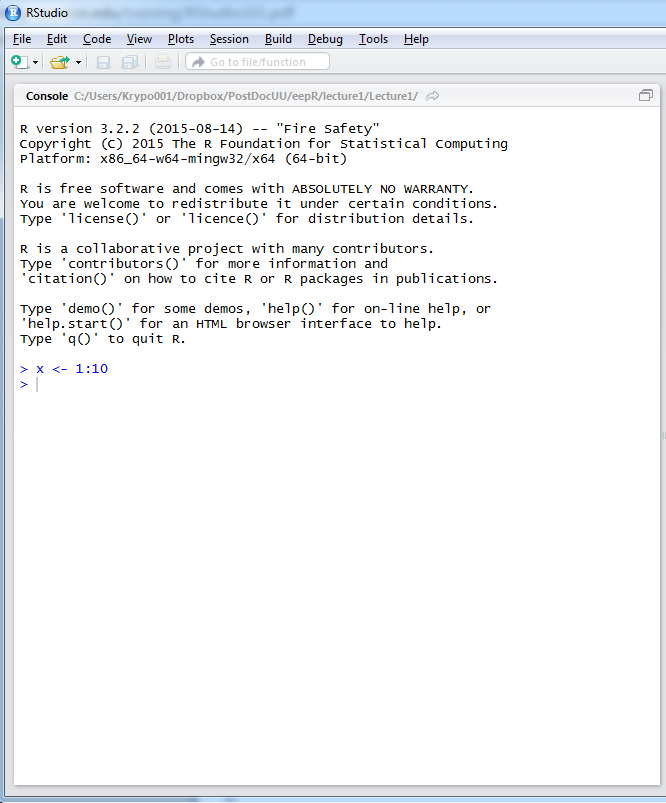 RStudio
File Edit Code View Plots Session Build Debug Tools Help
Go to file/function
Console C:/Users/Krypo001/Dropbox/PostDocUU/eepR/lecture1/Lecture1/
R version 3.2.2 (2015-08-14) -- "Fire Safety"
Copyright (C) 2015 The R Foundation for Statistical Computing
Platform: x86_64-w64-mingw32/x64 (64-bit)
R is free software and comes with ABSOLUTELY NO WARRANTY.
You are welcome to redistribute it under certain conditions.
Type 'license()' or 'licence()' for distribution details.
R is a collaborative project with many contributors.
Type 'contributors()' for more information and
'citation()' on how to cite R or R packages in publications.
Type 'demo()' for some demos, 'help()' for on-line help, or
'help.start()' for an HTML browser interface to help.
Type 'q()' to quit R.
> x <- 1:10
>